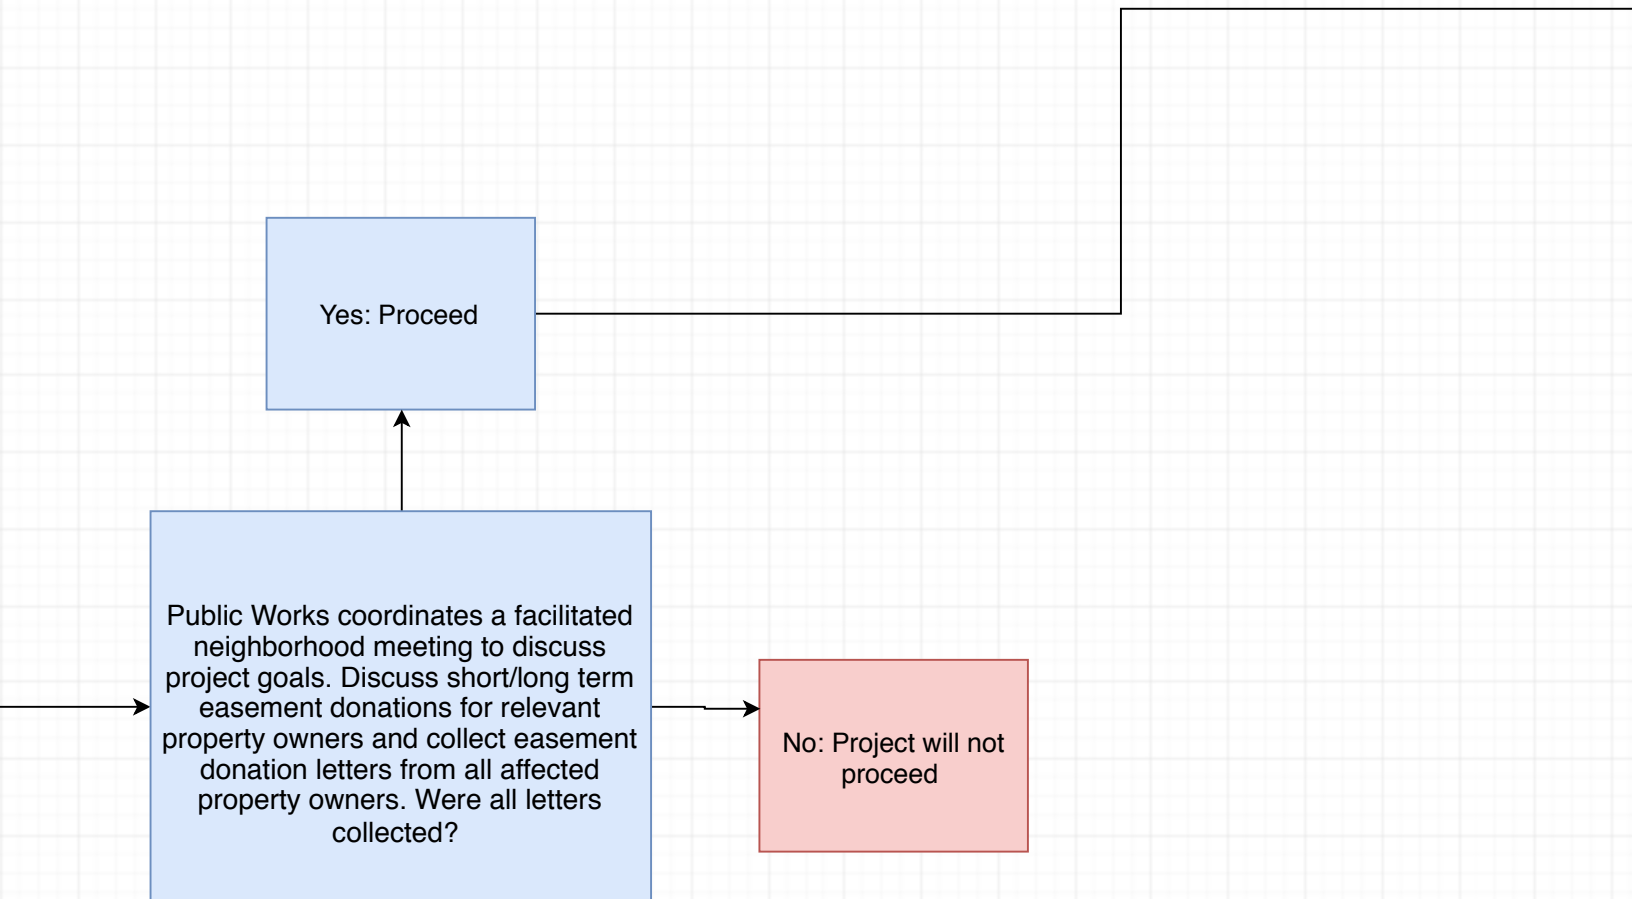 Yes: Proceed
Public Works coordinates a facilitated
neighborhood meeting to discuss
project goals. Discuss short/long term
easement donations for relevant
property owners and collect easement
donation letters from all affected
property owners. Were all letters
collected?
No: Project will not
proceed